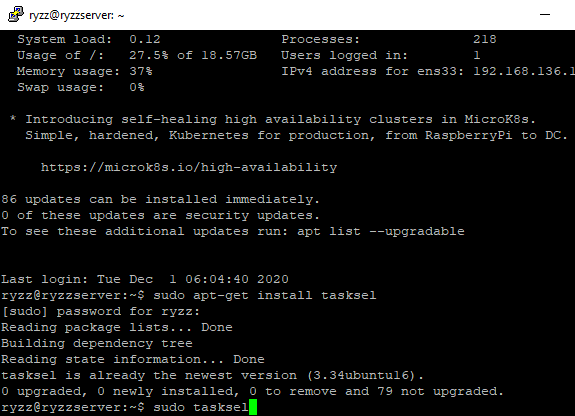 ryzz@ryzzserver: ~
System load: 0.12 Processes: 218
Usage of /: 27.5% of 18.57GB Users logged in: 1
Memory usage: 37% IPv4 address for ens33: 192.168.136.1
Swap usage: 0%
* Introducing self-healing high availability clusters in MicroK8s.
Simple, hardened, Kubernetes for production, from RaspberryPi to DC.
https://microk8s.io/high-availability
86 updates can be installed immediately.
0 of these updates are security updates.
To see these additional updates run: apt list --upgradable
Last login: Tue Dec 1 06:04:40 2020
ryzz@ryzzserver:~$ sudo apt-get install tasksel
[sudo] password for ryzz:
Reading package lists... Done
Building dependency tree
Reading state information... Done
tasksel is already the newest version (3.34ubuntu16).
0 upgraded, 0 newly installed, 0 to remove and 79 not upgraded.
ryzz@ryzzserver:~$ sudo tasksel